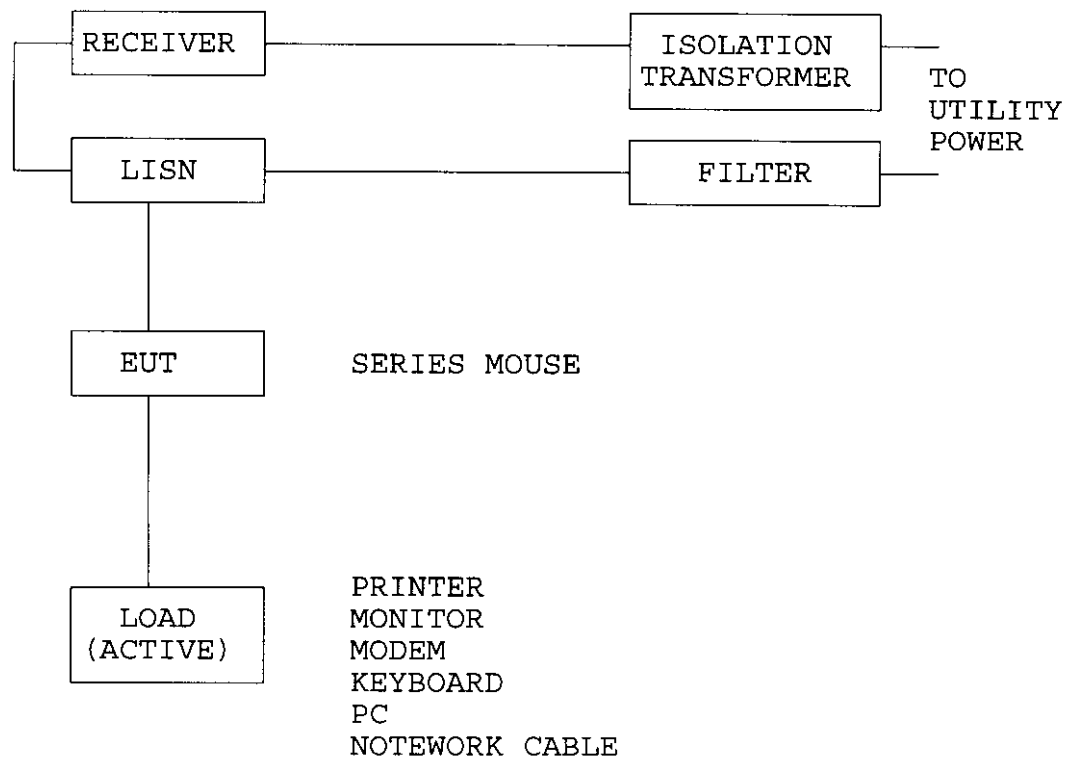 RECEIVER
ISOLATION
TRANSFORMER
TO
UTILITY
POWER
LISN
FILTER
EUT
SERIES MOUSE
LOAD
(ACTIVE)
PRINTER
MONITOR
MODEM
KEYBOARD
PC
NOTEWORK CABLE